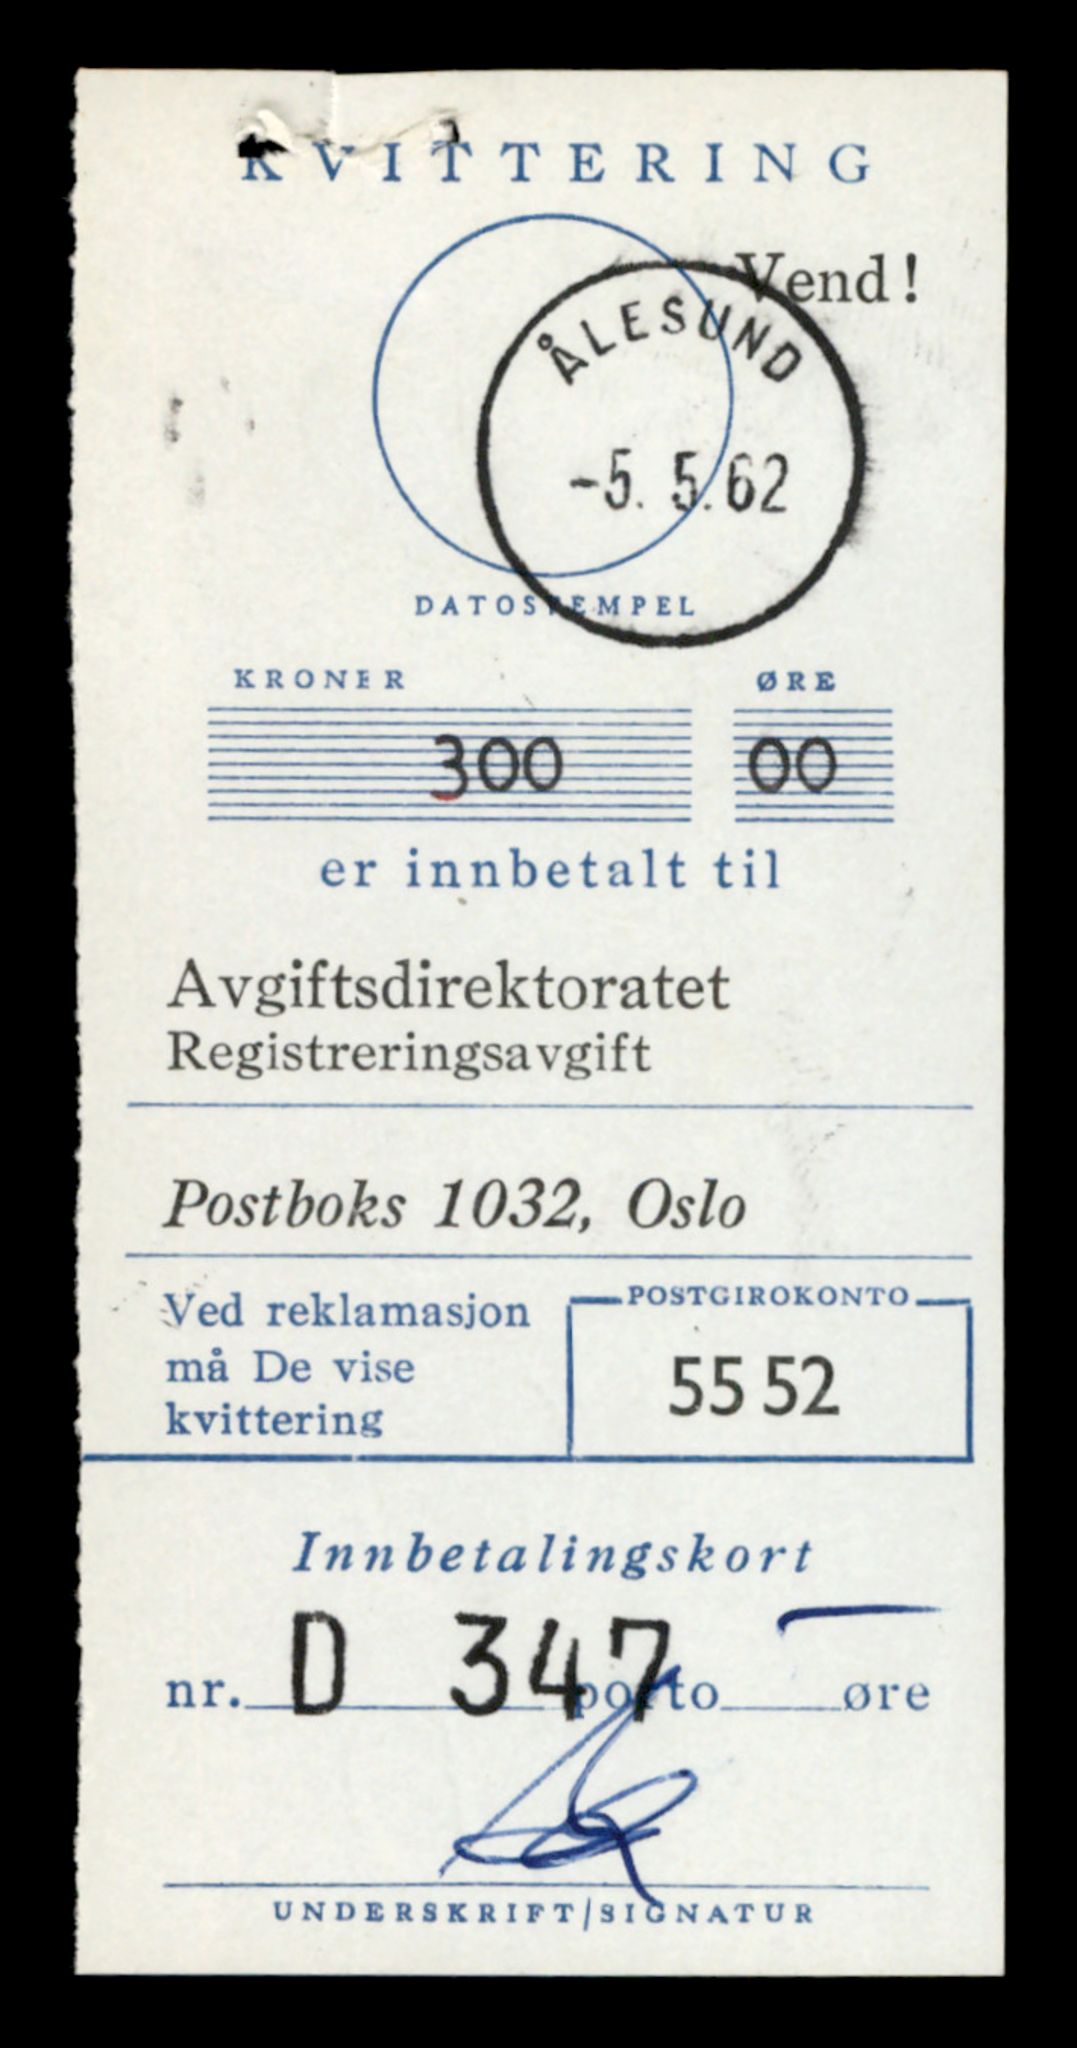 KVITTERING
Vend!
ÅLESUND
-5. 5. 62
DATOSTEMPEL
KRONER ØRE
300 00
er innbetalt til
Avgiftsdirektoratet
Registreringsavgift
Postboks 1032, Oslo
Ved reklamasjon
må De vise
kvittering
POSTGIROKONTO
55 52
Innbetalingskort
nr. D 347 porto — øre
UNDERSKRIFT/SIGNATUR